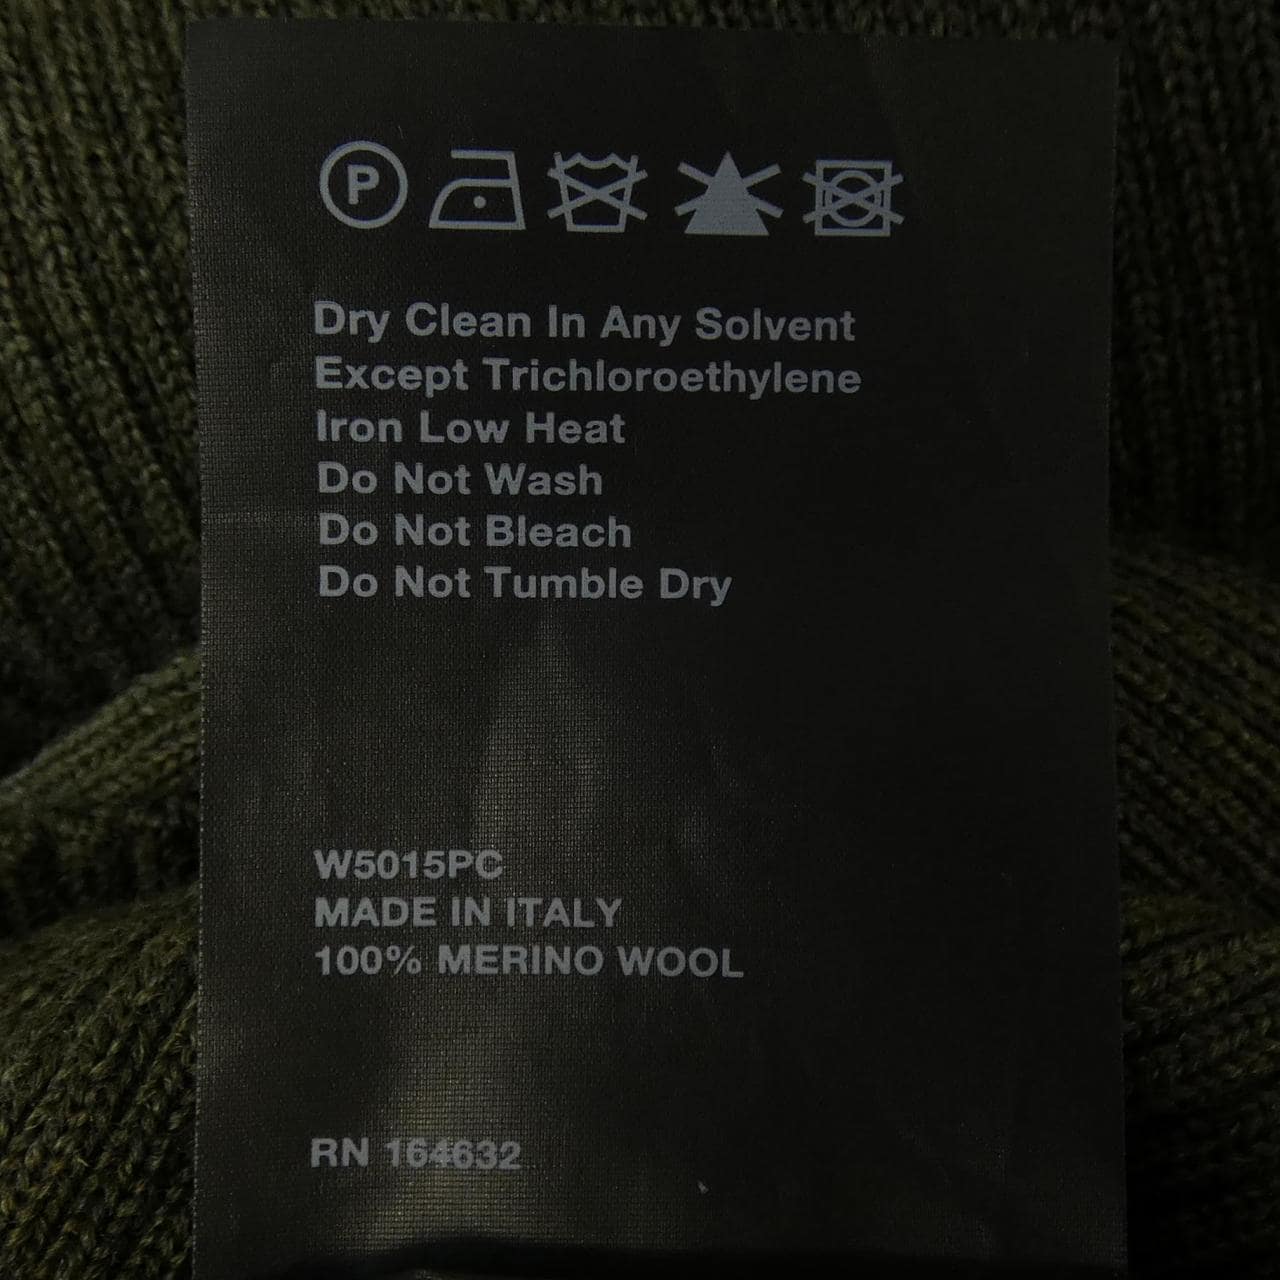 P
Dry Clean In Any Solvent
Except Trichloroethylene
Iron Low Heat
Do Not Wash
Do Not Bleach
Do Not Tumble Dry
W5015PC
MADE IN ITALY
100% MERINO WOOL
RN 164632